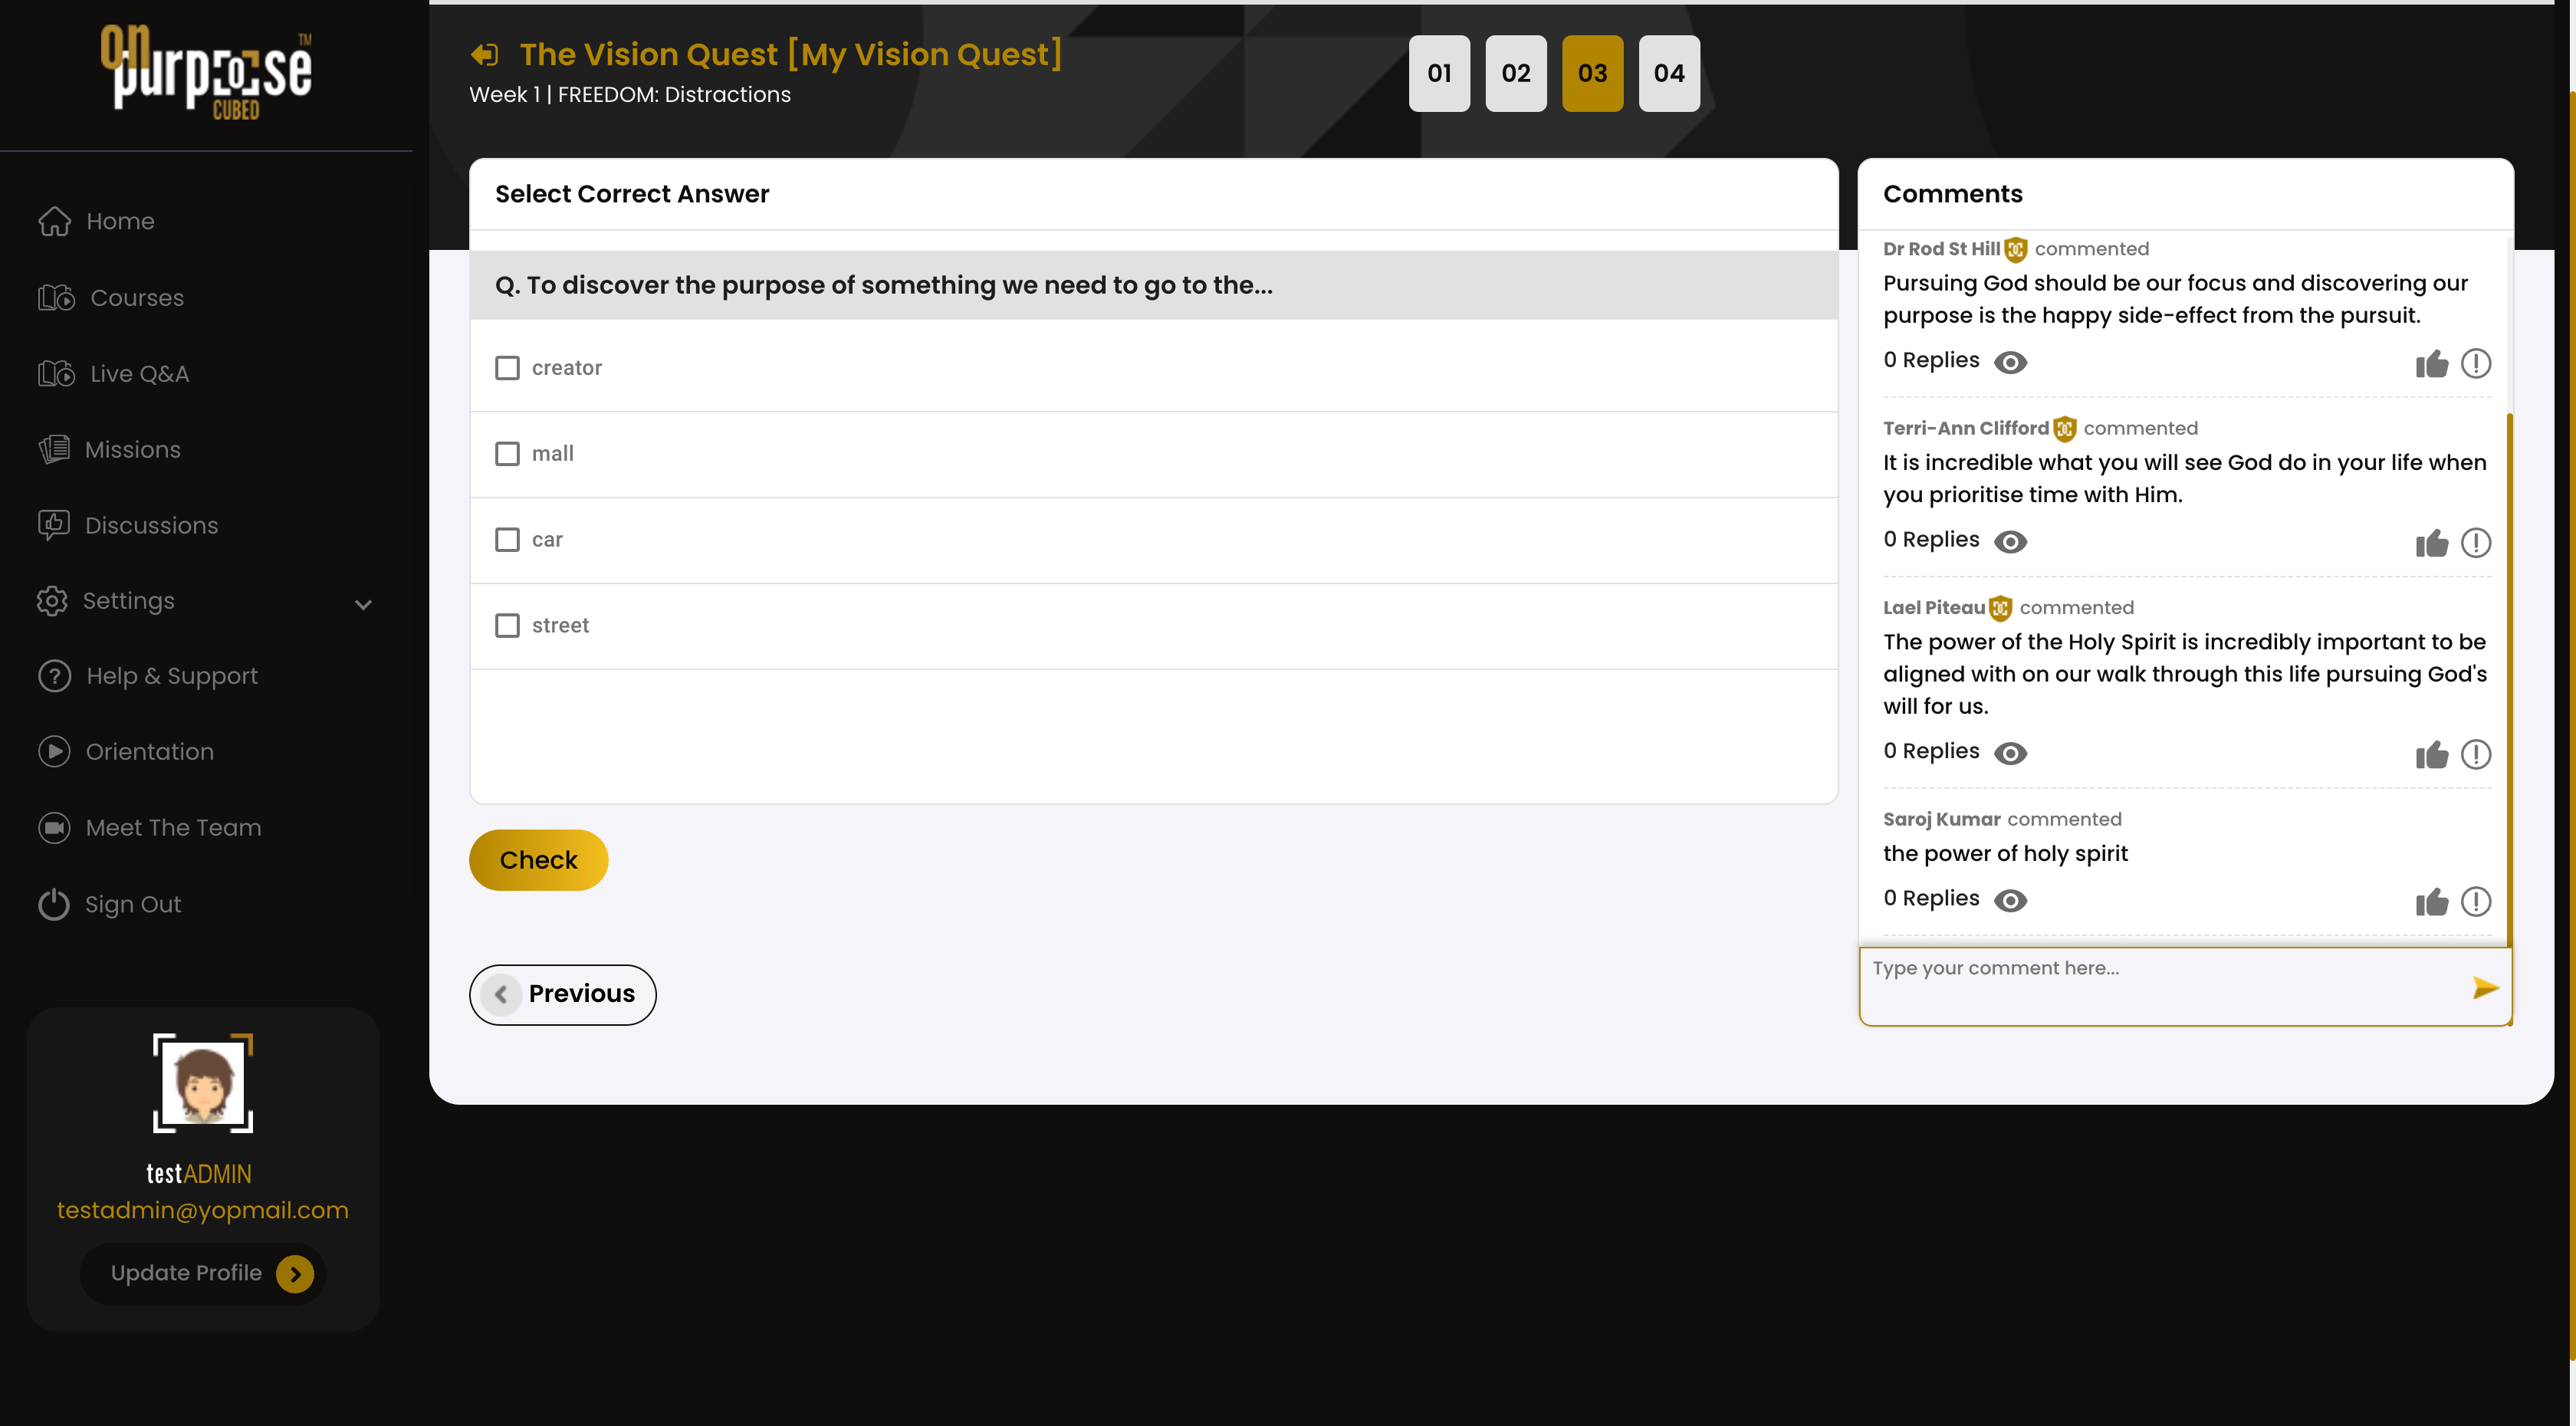 on
purpose
TM
CUBED
Home
Courses
Live Q&A
Missions
Discussions
Settings
Help & Support
Orientation
Meet The Team
Sign Out
testADMIN
testadmin@yopmail.com
Update Profile
The Vision Quest [My Vision Quest]
Week 1 | FREEDOM: Distractions
01 02 03 04
Select Correct Answer
Q. To discover the purpose of something we need to go to the...
creator
mall
car
street
Check
Previous
Comments
Dr Rod St Hill commented
Pursuing God should be our focus and discovering our
purpose is the happy side-effect from the pursuit.
0 Replies
Terri-Ann Clifford commented
It is incredible what you will see God do in your life when
you prioritise time with Him.
0 Replies
Lael Piteau commented
The power of the Holy Spirit is incredibly important to be
aligned with on our walk through this life pursuing God's
will for us.
0 Replies
Saroj Kumar commented
the power of holy spirit
0 Replies
Type your comment here...